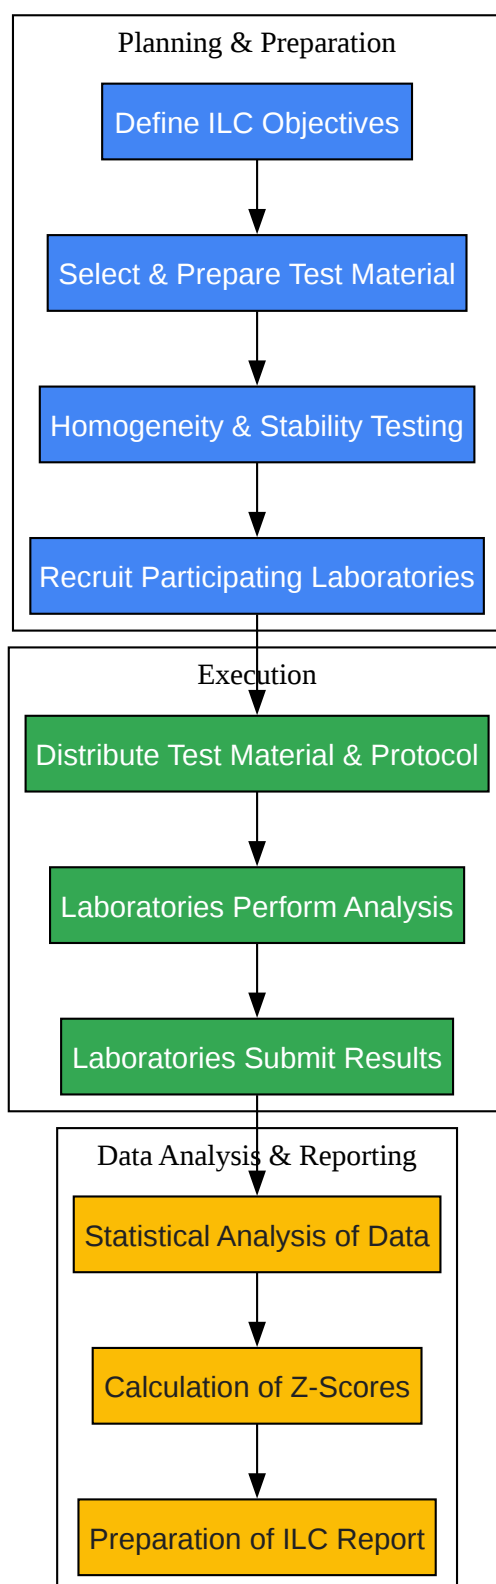 Planning & Preparation
Define ILC Objectives
Select & Prepare Test Material
Homogeneity & Stability Testing
Recruit Participating Laboratories
Execution
Distribute Test Material & Protocol
Laboratories Perform Analysis
Laboratories Submit Results
Data Analysis & Reporting
Statistical Analysis of Data
Calculation of Z-Scores
Preparation of ILC Report